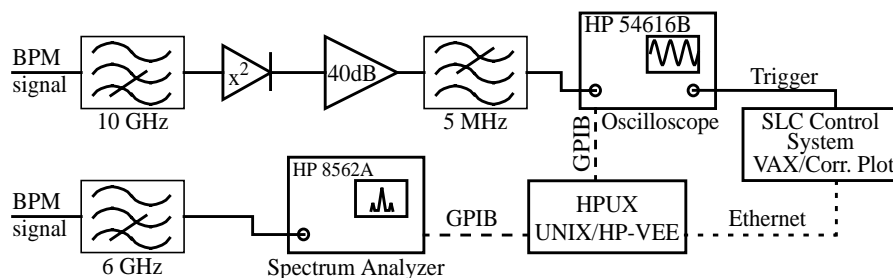 BPM
signal
10 GHz
x²
40dB
5 MHz
HP 54616B
Oscilloscope
Trigger
SLC Control
System
VAX/Corr. Plot
GPIB
BPM
signal
6 GHz
HP 8562A
Spectrum Analyzer
GPIB
HPUX
UNIX/HP-VEE
Ethernet